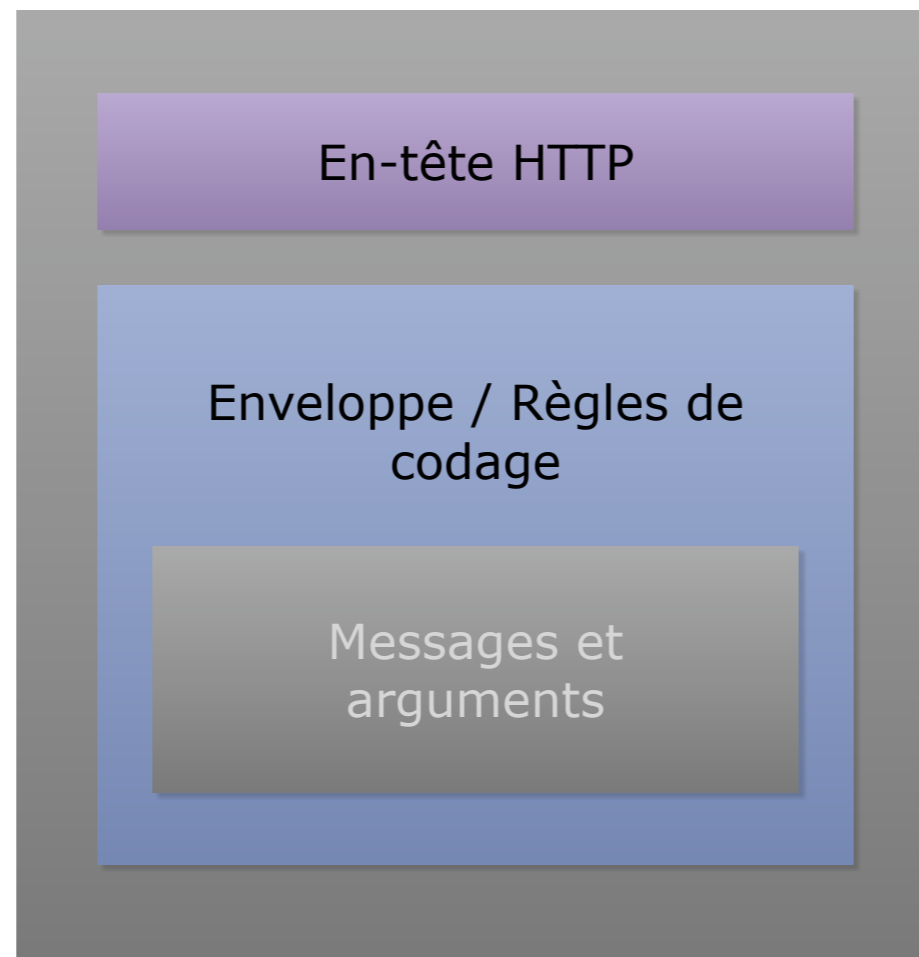 En-tête HTTP
Enveloppe / Règles de
codage
Messages et
arguments